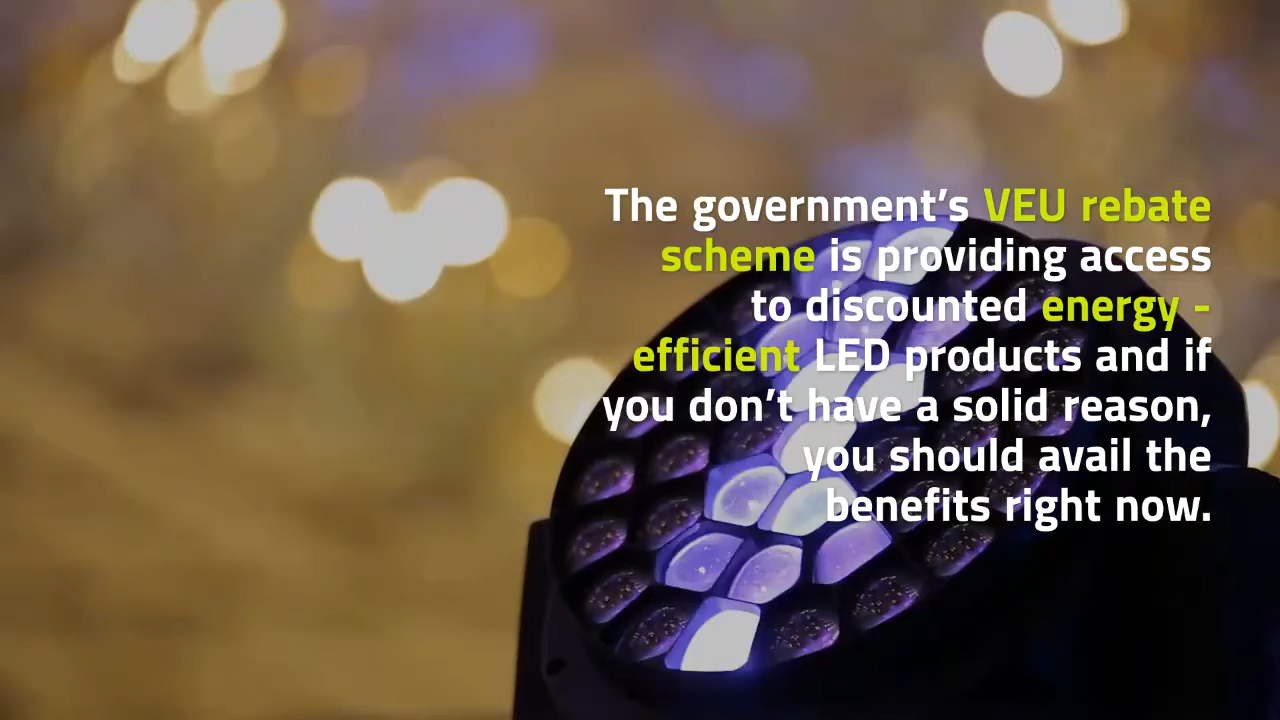 The government’s VEU rebate
scheme is providing access
to discounted energy -
efficient LED products and if
you don’t have a solid reason,
you should avail the
benefits right now.